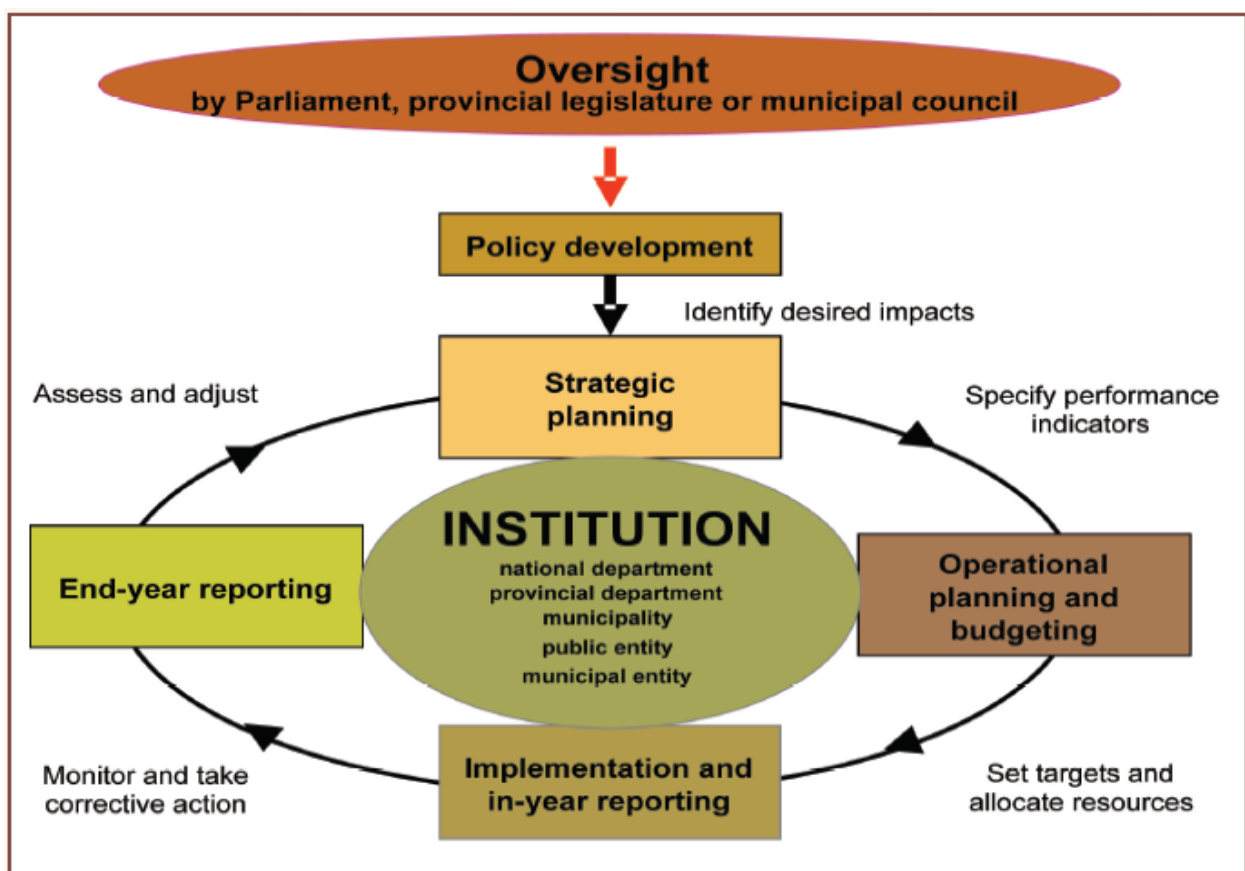 Oversight
by Parliament, provincial legislature or municipal council
Policy development
Identify desired impacts
Strategic
planning
Assess and adjust
Specify performance
indicators
INSTITUTION
national department
provincial department
municipality
public entity
municipal entity
End-year reporting
Operational
planning and
budgeting
Implementation and
in-year reporting
Monitor and take
corrective action
Set targets and
allocate resources